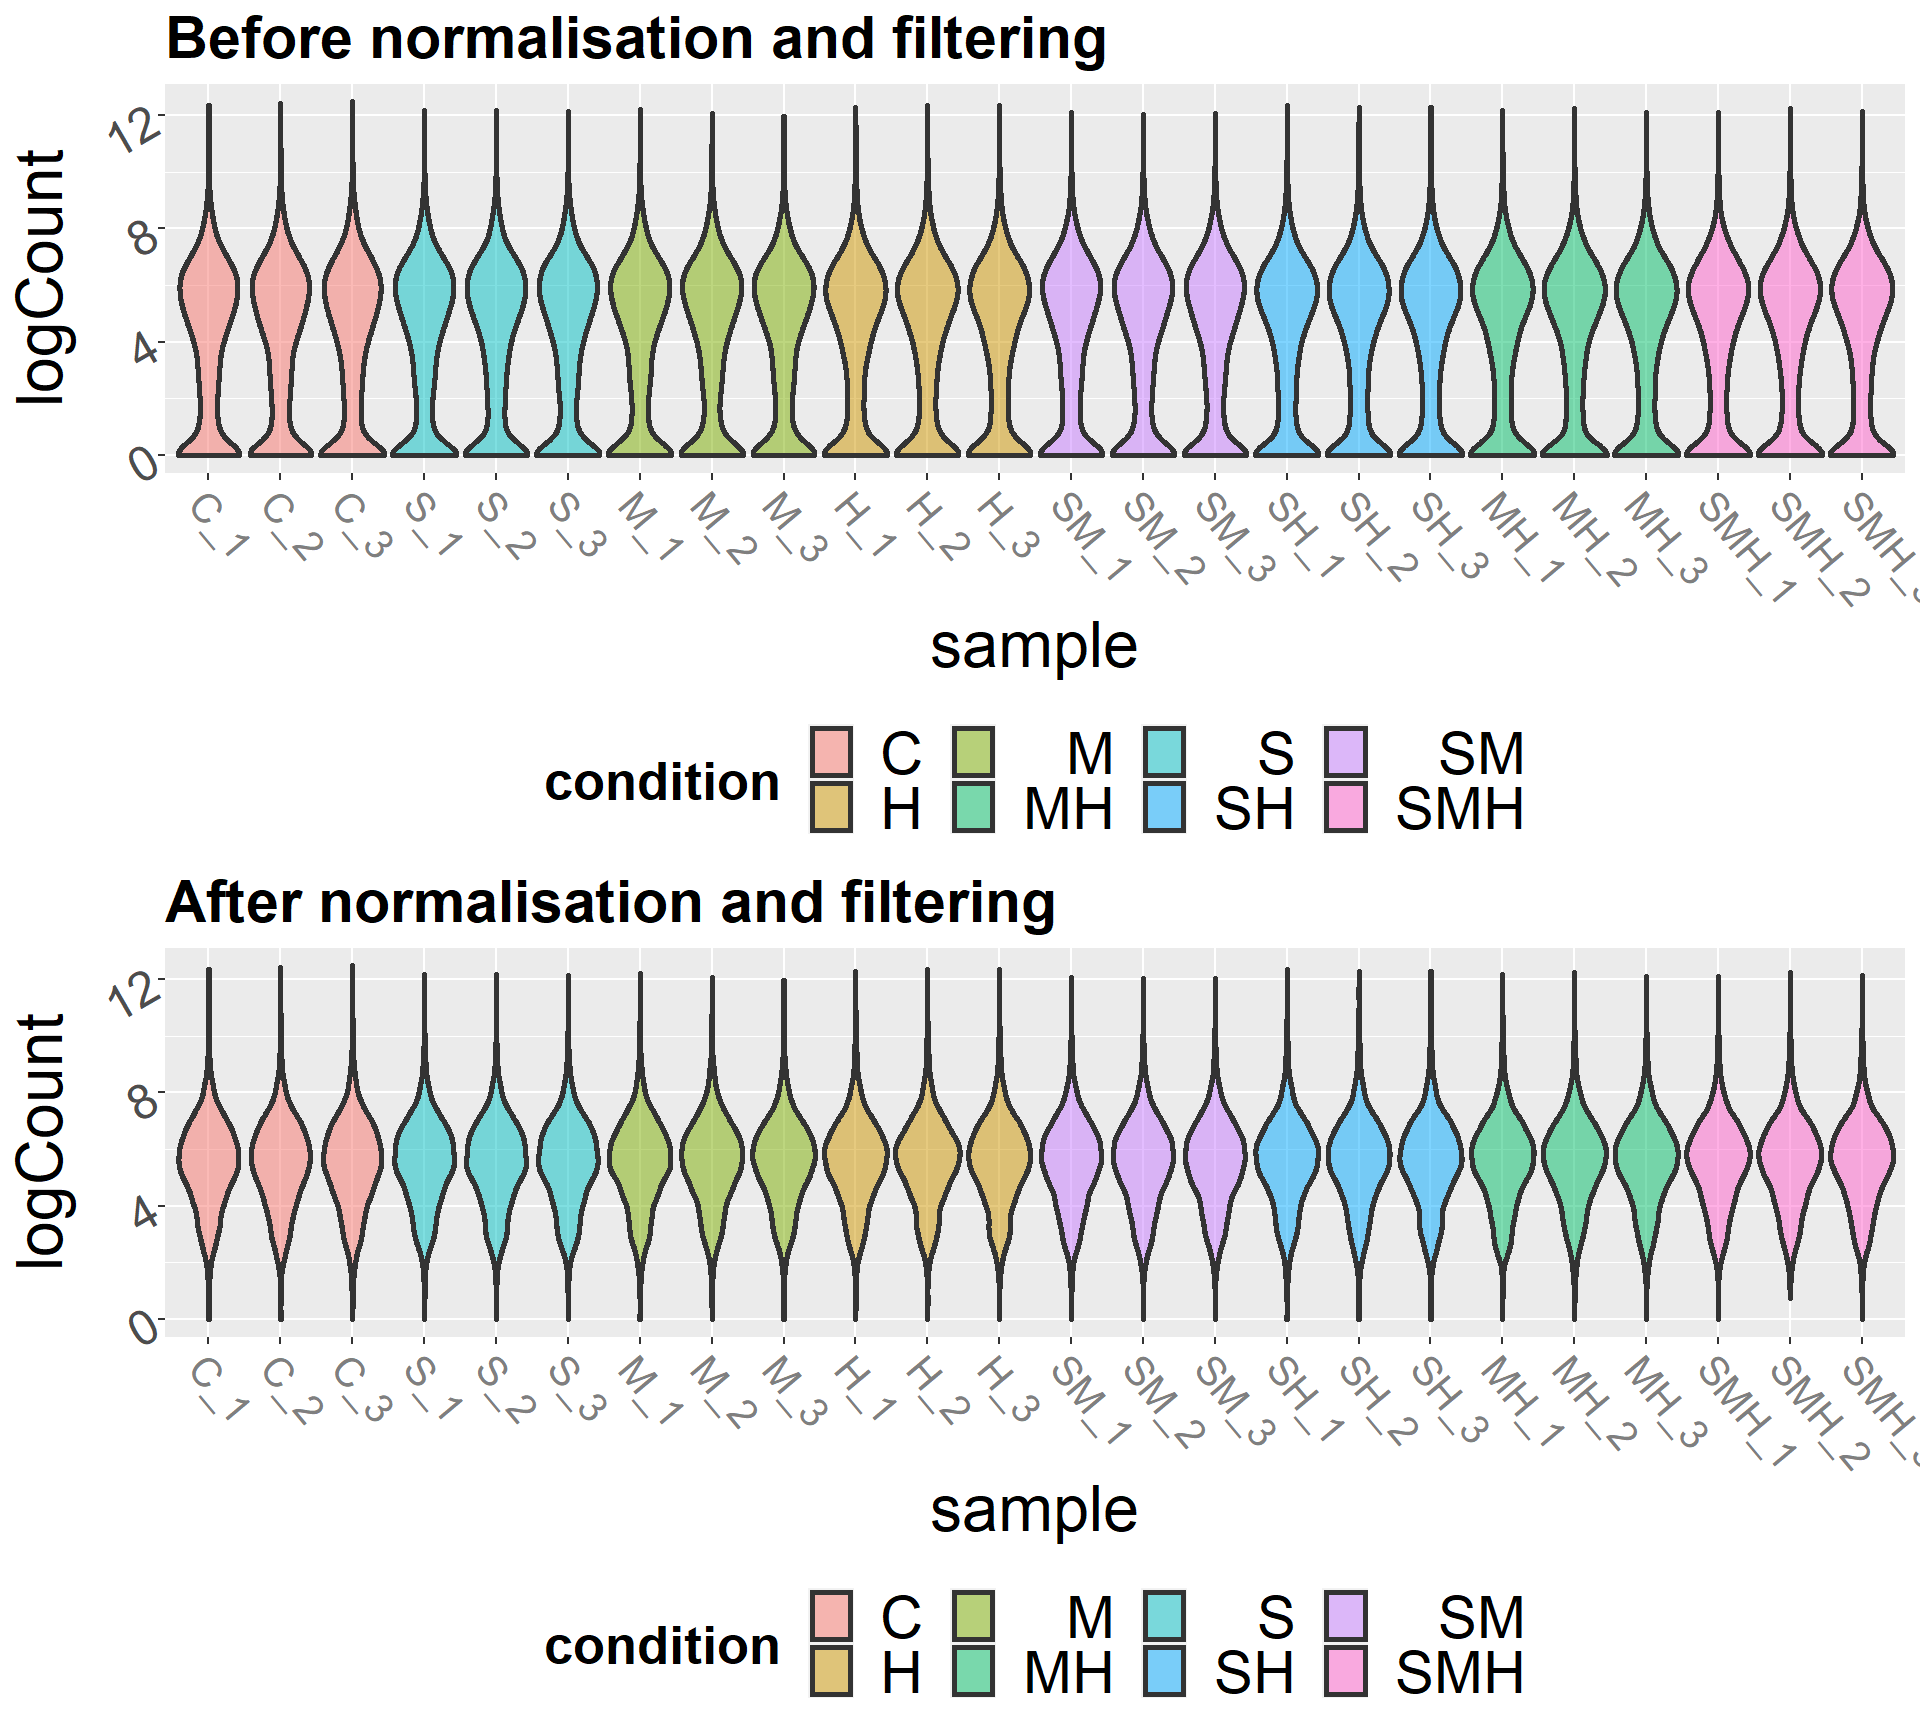 Before normalisation and filtering
logCount
12
8
4
0
C_1 C_2 C_3 S_1 S_2 S_3 M_1 M_2 M_3 H_1 H_2 H_3 SM_1 SM_2 SM_3 SH_1 SH_2 SH_3 MH_1 MH_2 MH_3 SMH_1 SMH_2 SMH_3
sample
condition
C M S SM
H MH SH SMH
After normalisation and filtering
logCount
12
8
4
0
C_1 C_2 C_3 S_1 S_2 S_3 M_1 M_2 M_3 H_1 H_2 H_3 SM_1 SM_2 SM_3 SH_1 SH_2 SH_3 MH_1 MH_2 MH_3 SMH_1 SMH_2 SMH_3
sample
condition
C M S SM
H MH SH SMH